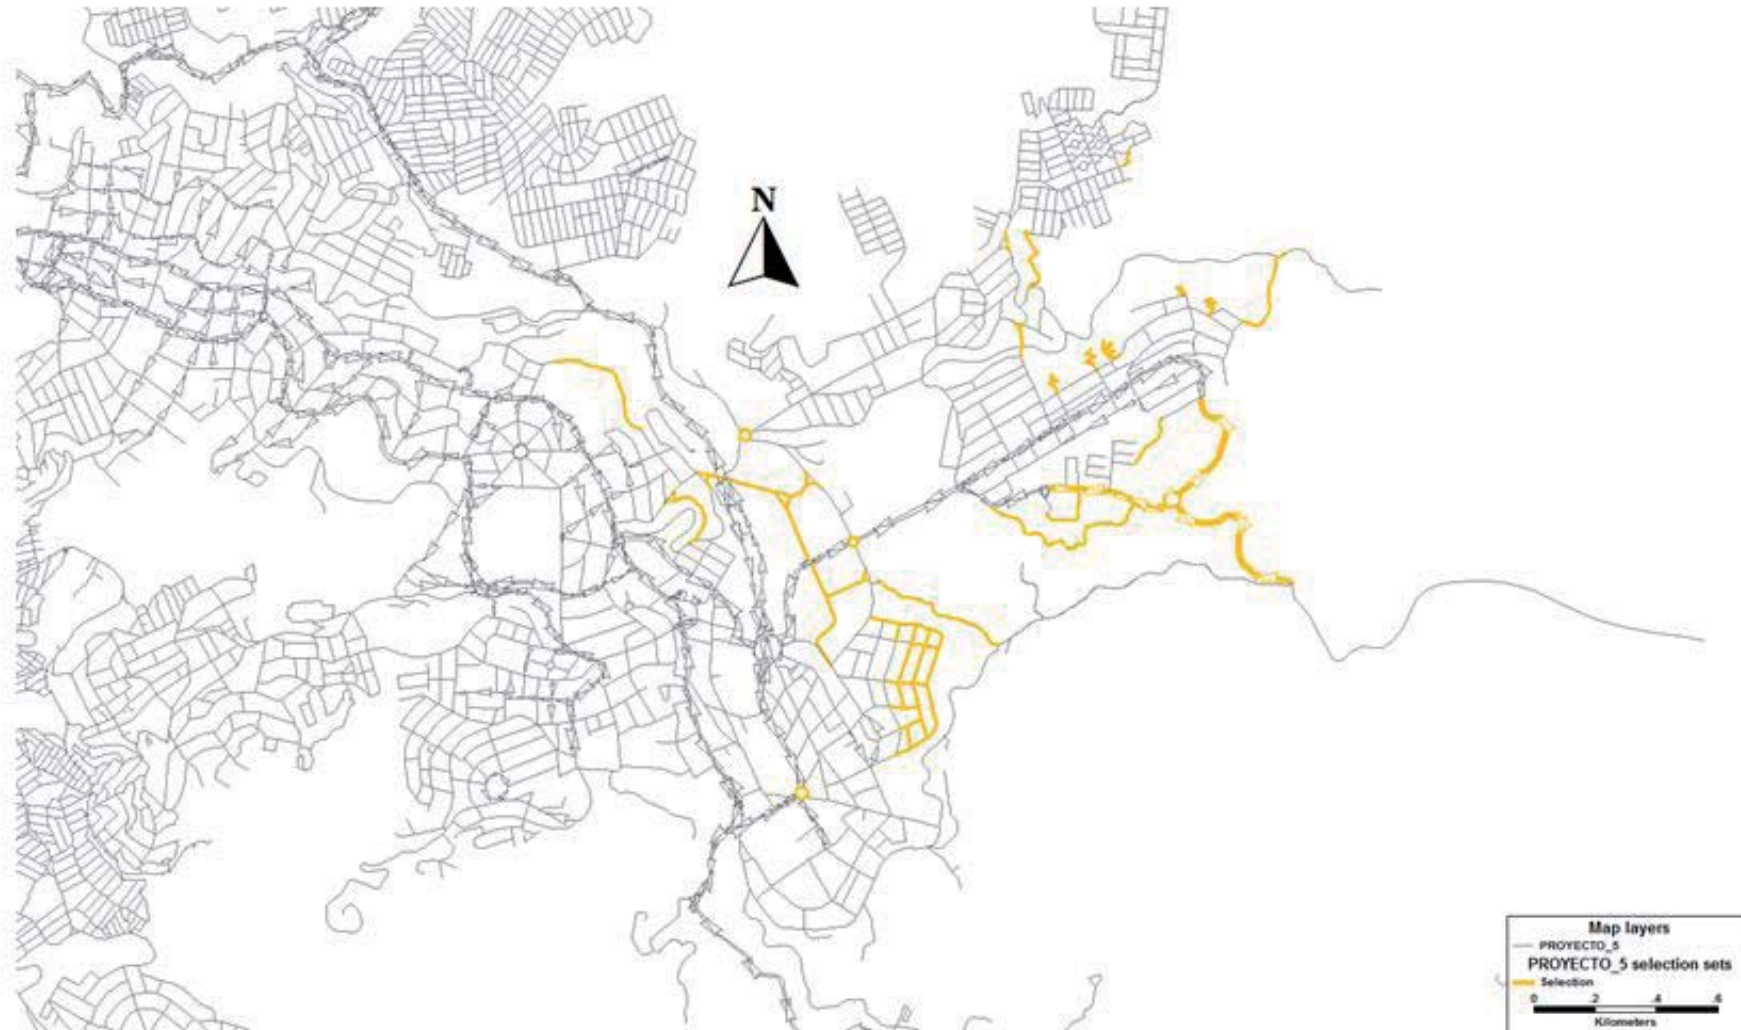 N
Map layers
PROYECTO_5
PROYECTO_5 selection sets
Selection
0 .2 .4 .6
Kilometers